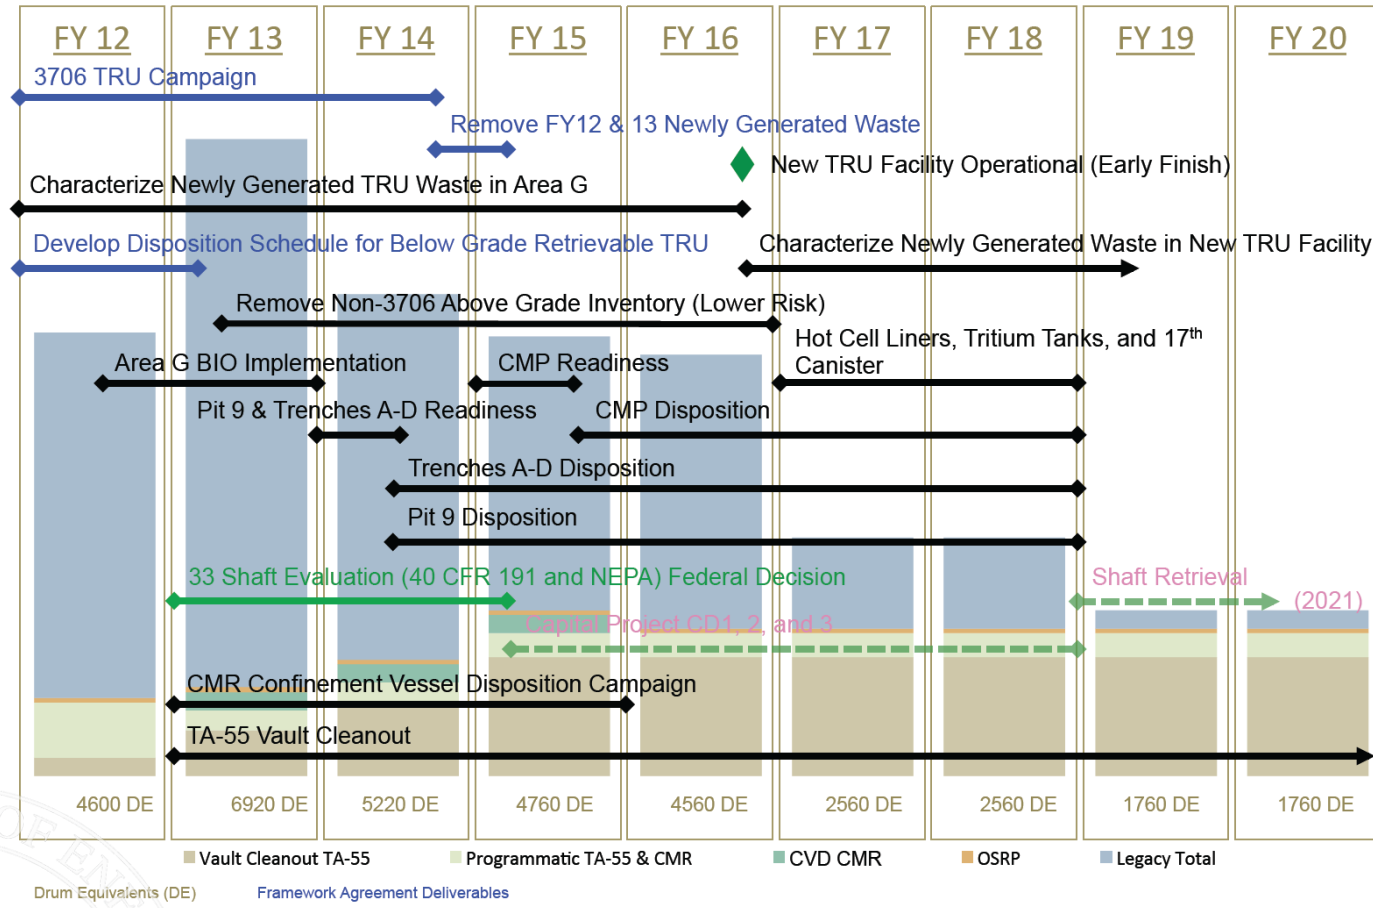 FY 12
FY 13
FY 14
FY 15
FY 16
FY 17
FY 18
FY 19
FY 20
3706 TRU Campaign
Remove FY12 & 13 Newly Generated Waste
New TRU Facility Operational (Early Finish)
Characterize Newly Generated TRU Waste in Area G
Develop Disposition Schedule for Below Grade Retrievable TRU
Characterize Newly Generated Waste in New TRU Facility
Remove Non-3706 Above Grade Inventory (Lower Risk)
Hot Cell Liners, Tritium Tanks, and 17th
Canister
Area G BIO Implementation
CMP Readiness
Pit 9 & Trenches A-D Readiness
CMP Disposition
Trenches A-D Disposition
Pit 9 Disposition
33 Shaft Evaluation (40 CFR 191 and NEPA) Federal Decision
Shaft Retrieval
(2021)
Capital Project CD1, 2, and 3
CMR Confinement Vessel Disposition Campaign
TA-55 Vault Cleanout
4600 DE
6920 DE
5220 DE
4760 DE
4560 DE
2560 DE
2560 DE
1760 DE
1760 DE
Vault Cleanout TA-55
Programmatic TA-55 & CMR
CVD CMR
OSRP
Legacy Total
Drum Equivalents (DE)
Framework Agreement Deliverables